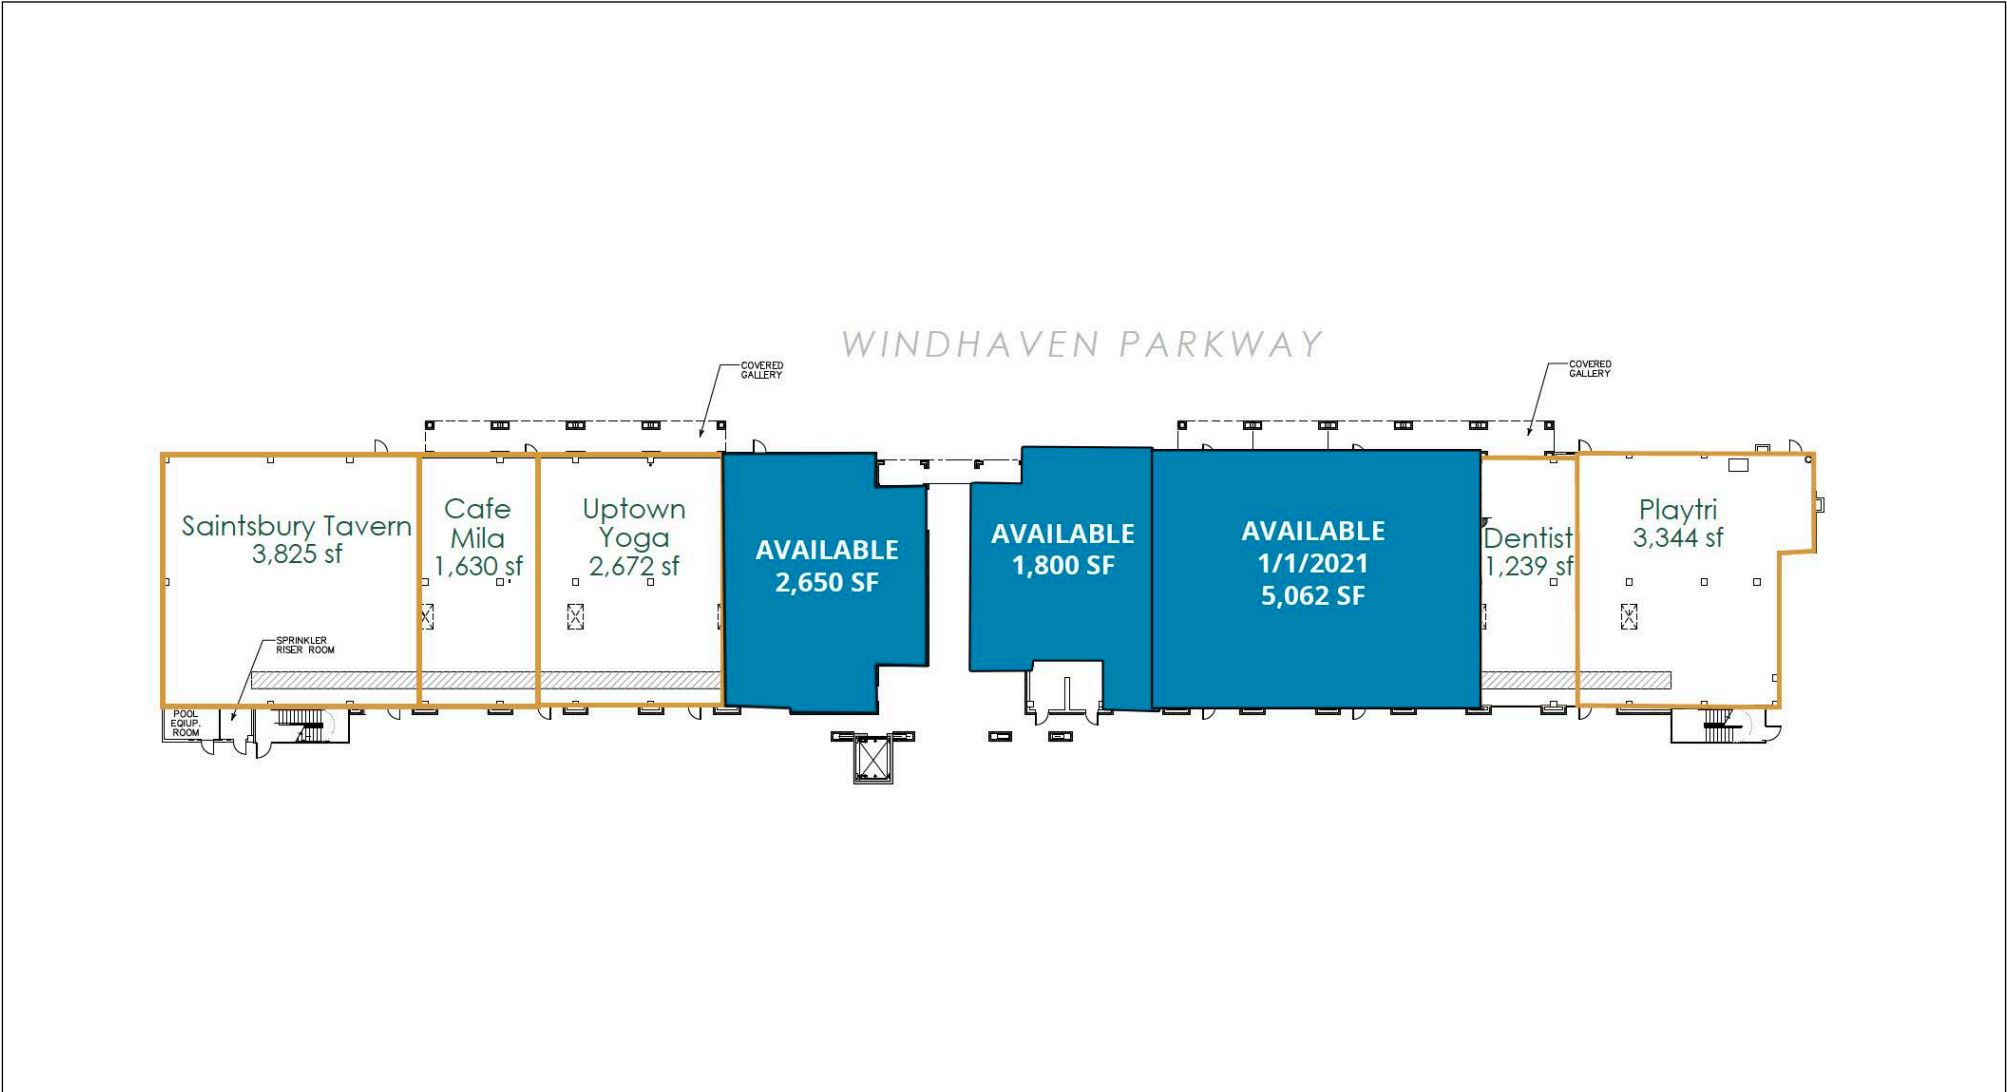 WINDHAVEN PARKWAY
COVERED
GALLERY
COVERED
GALLERY
Saintsbury Tavern
3,825 sf
Cafe
Mila
1,630 sf
Uptown
Yoga
2,672 sf
AVAILABLE
2,650 SF
AVAILABLE
1,800 SF
AVAILABLE
1/1/2021
5,062 SF
Dentist
1,239 sf
Playtri
3,344 sf
SPRINKLER
RISER ROOM
POOL
EQIUP.
ROOM